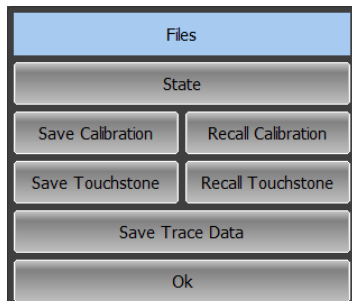 Files
State
Save Calibration
Recall Calibration
Save Touchstone
Recall Touchstone
Save Trace Data
Ok